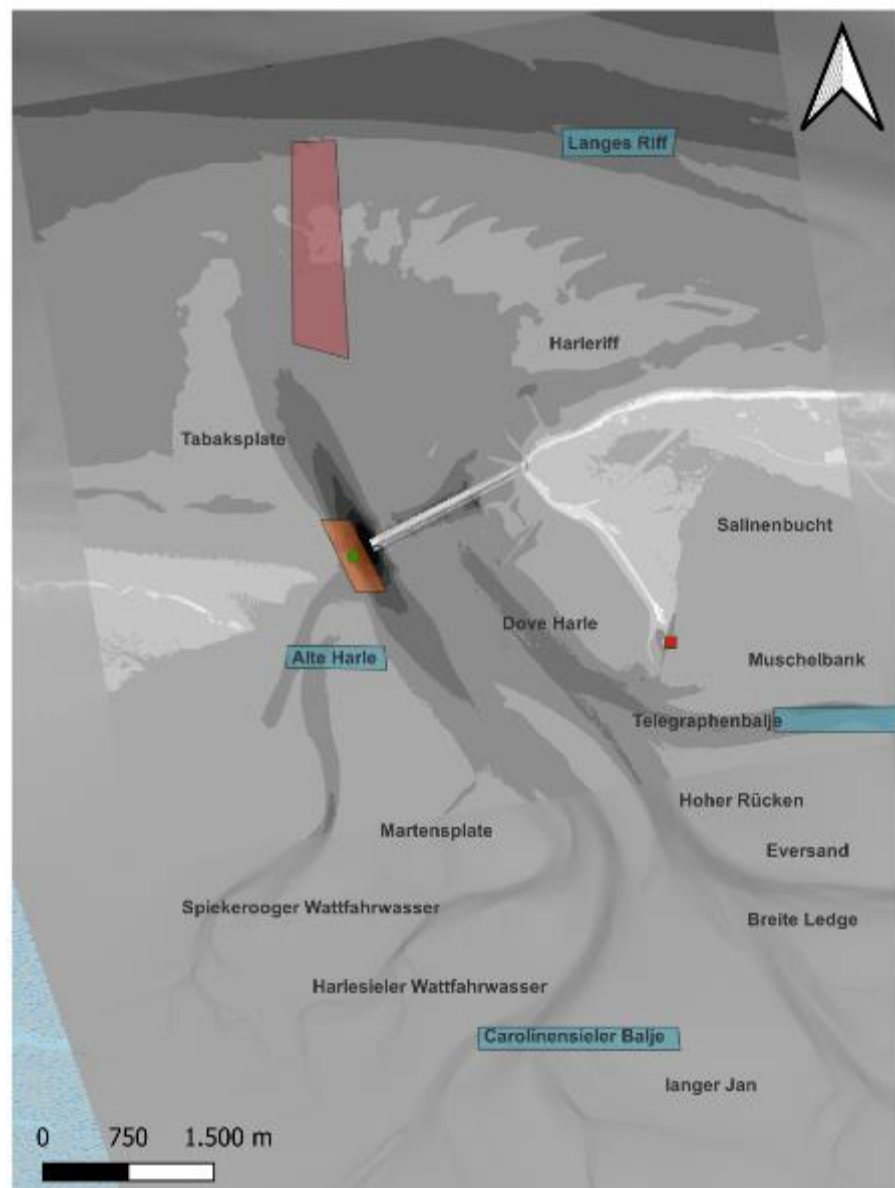 Langes Riff
Harleriff
Tabaksplate
Salinenbucht
Dove Harle
Alte Harle
Muschelbank
Telegraphenbalje
Hoher Rücken
Martensplate
Eversand
Spiekerooger Wattfahrwasser
Breite Ledge
Harlesieler Wattfahrwasser
Carolinensieler Balje
langer Jan
0 750 1.500 m